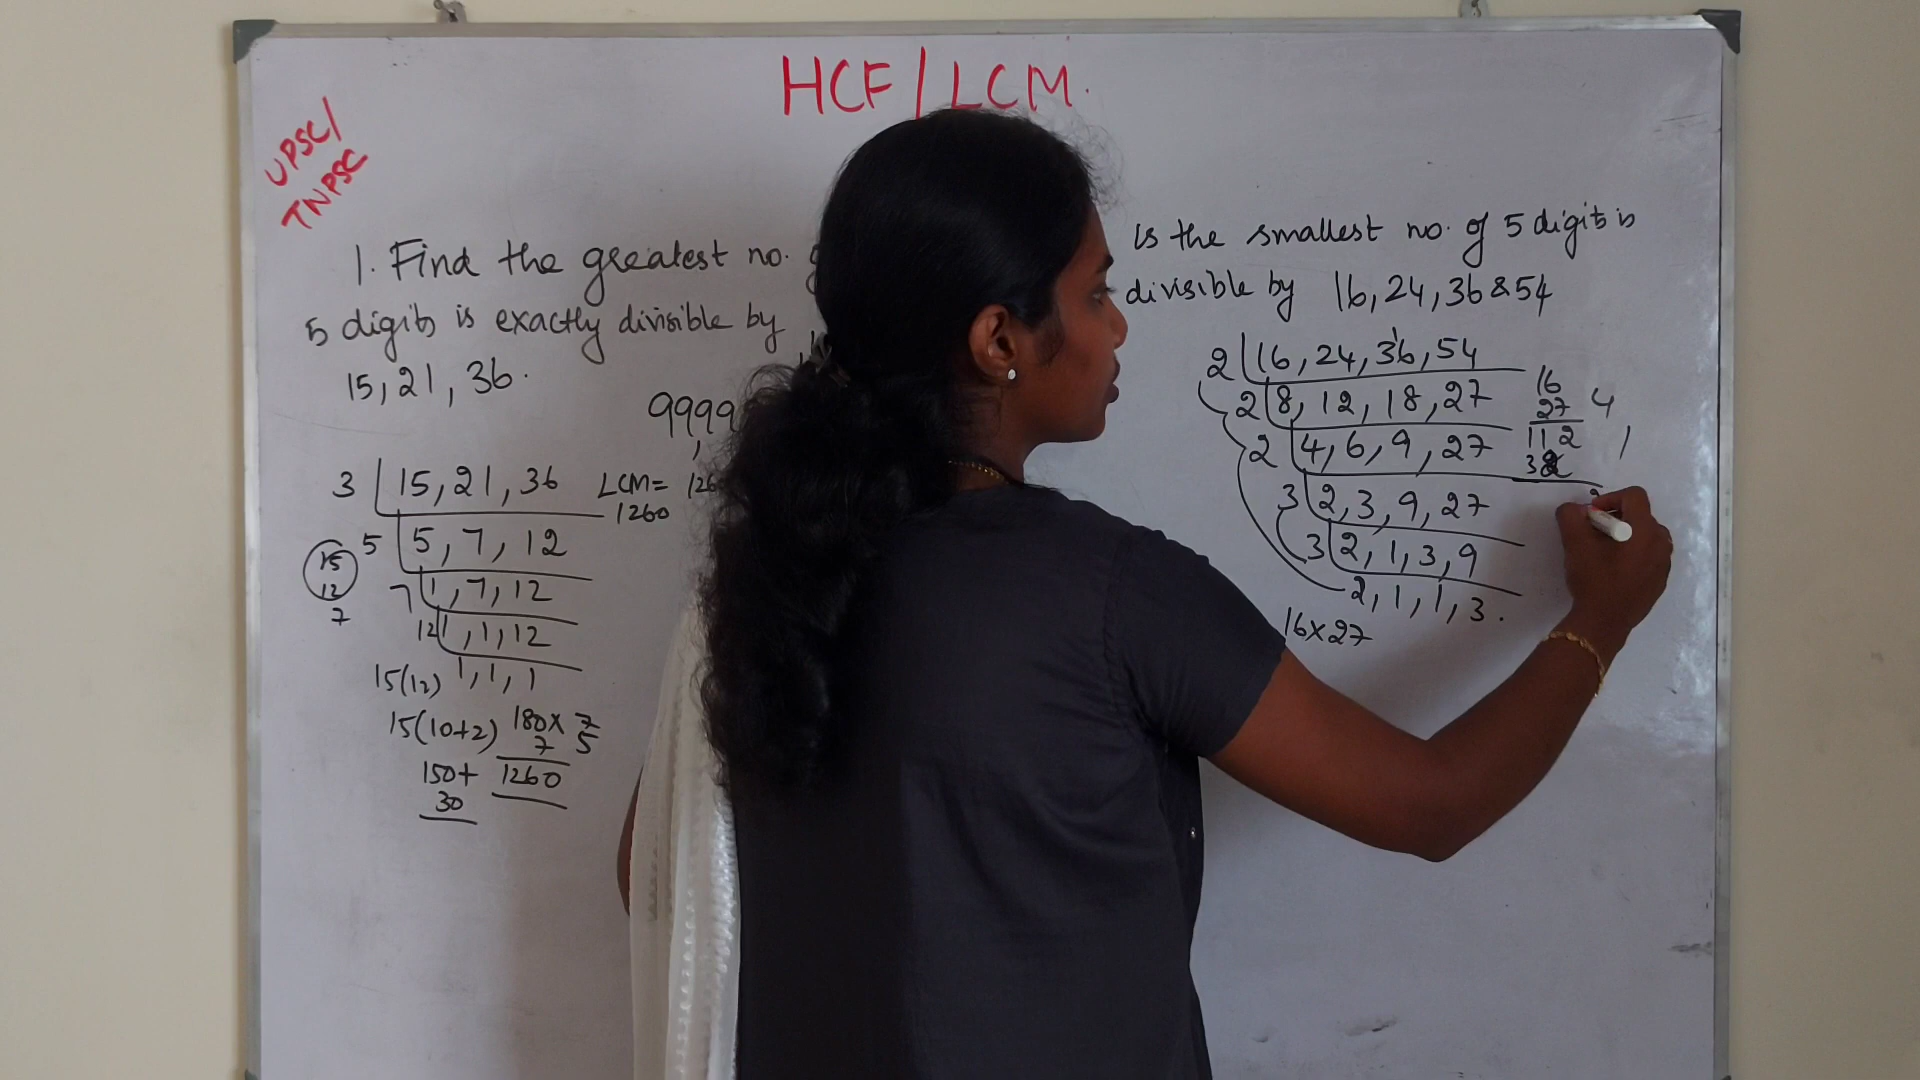 HCF/LCM.
UPSC/
TNPSC
1. Find the greatest no.
5 digits is exactly divisible by
15, 21, 36.
9999
3 15, 21, 36 LCM=
1260
5 5, 7, 12
15
12
7
7 1, 7, 12
12 1, 1, 12
15(12) 1, 1, 1
15(10+2) 180x 7
7 5
150+ 1260
30
is the smallest no. of 5 digits is
divisible by 16, 24, 36 & 54
2 16, 24, 36, 54
2 8, 12, 18, 27
2 4, 6, 9, 27
3 2, 3, 9, 27
3 2, 1, 3, 9
2, 1, 1, 3.
16x27
16
27 4
112 1